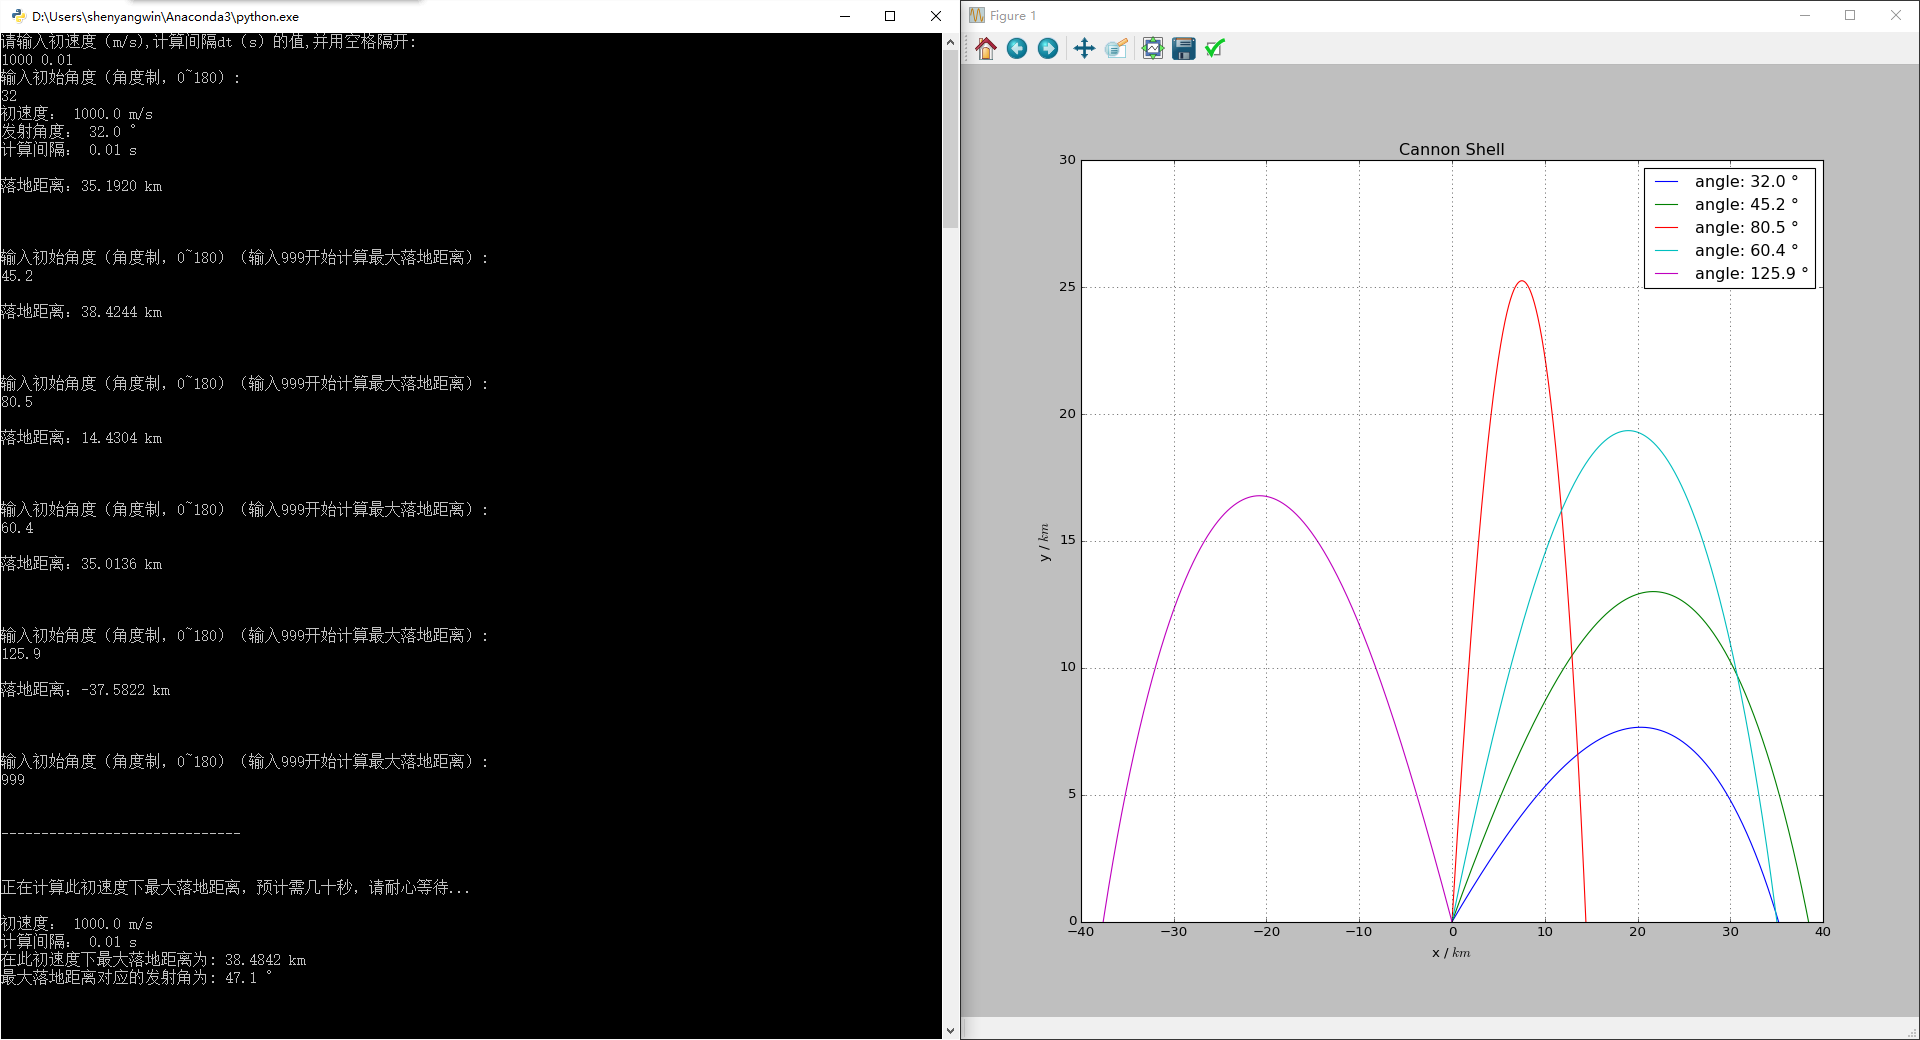 D:\Users\shenyangwin\Anaconda3\python.exe
请输入初速度（m/s),计算间隔dt（s）的值,并用空格隔开:
1000 0.01
输入初始角度（角度制，0~180）:
32
初速度： 1000.0 m/s
发射角度： 32.0 °
计算间隔： 0.01 s
落地距离：35.1920 km
输入初始角度（角度制，0~180）（输入999开始计算最大落地距离）:
45.2
落地距离：38.4244 km
输入初始角度（角度制，0~180）（输入999开始计算最大落地距离）:
80.5
落地距离：14.4304 km
输入初始角度（角度制，0~180）（输入999开始计算最大落地距离）:
60.4
落地距离：35.0136 km
输入初始角度（角度制，0~180）（输入999开始计算最大落地距离）:
125.9
落地距离：-37.5822 km
输入初始角度（角度制，0~180）（输入999开始计算最大落地距离）:
999
------------------------------
正在计算此初速度下最大落地距离，预计需几十秒，请耐心等待...
初速度： 1000.0 m/s
计算间隔： 0.01 s
在此初速度下最大落地距离为: 38.4842 km
最大落地距离对应的发射角为: 47.1 °
Figure 1
Cannon Shell
angle: 32.0 °
angle: 45.2 °
angle: 80.5 °
angle: 60.4 °
angle: 125.9 °
30
25
20
15
10
5
0
y / km
−40 −30 −20 −10 0 10 20 30 40
x / km